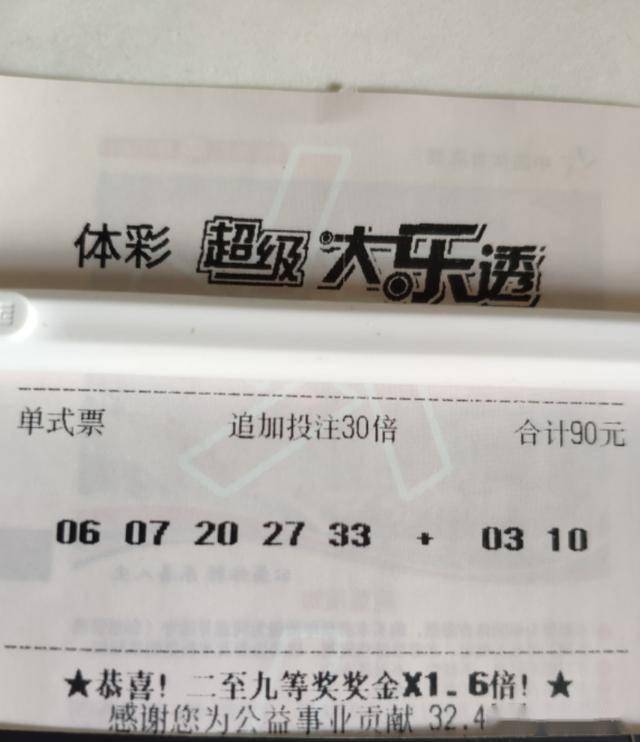 体彩 超级大乐透
单式票 追加投注30倍 合计90元
06 07 20 27 33 + 03 10
★恭喜! 二至九等奖奖金X1.6倍! ★
感谢您为公益事业贡献 32.4